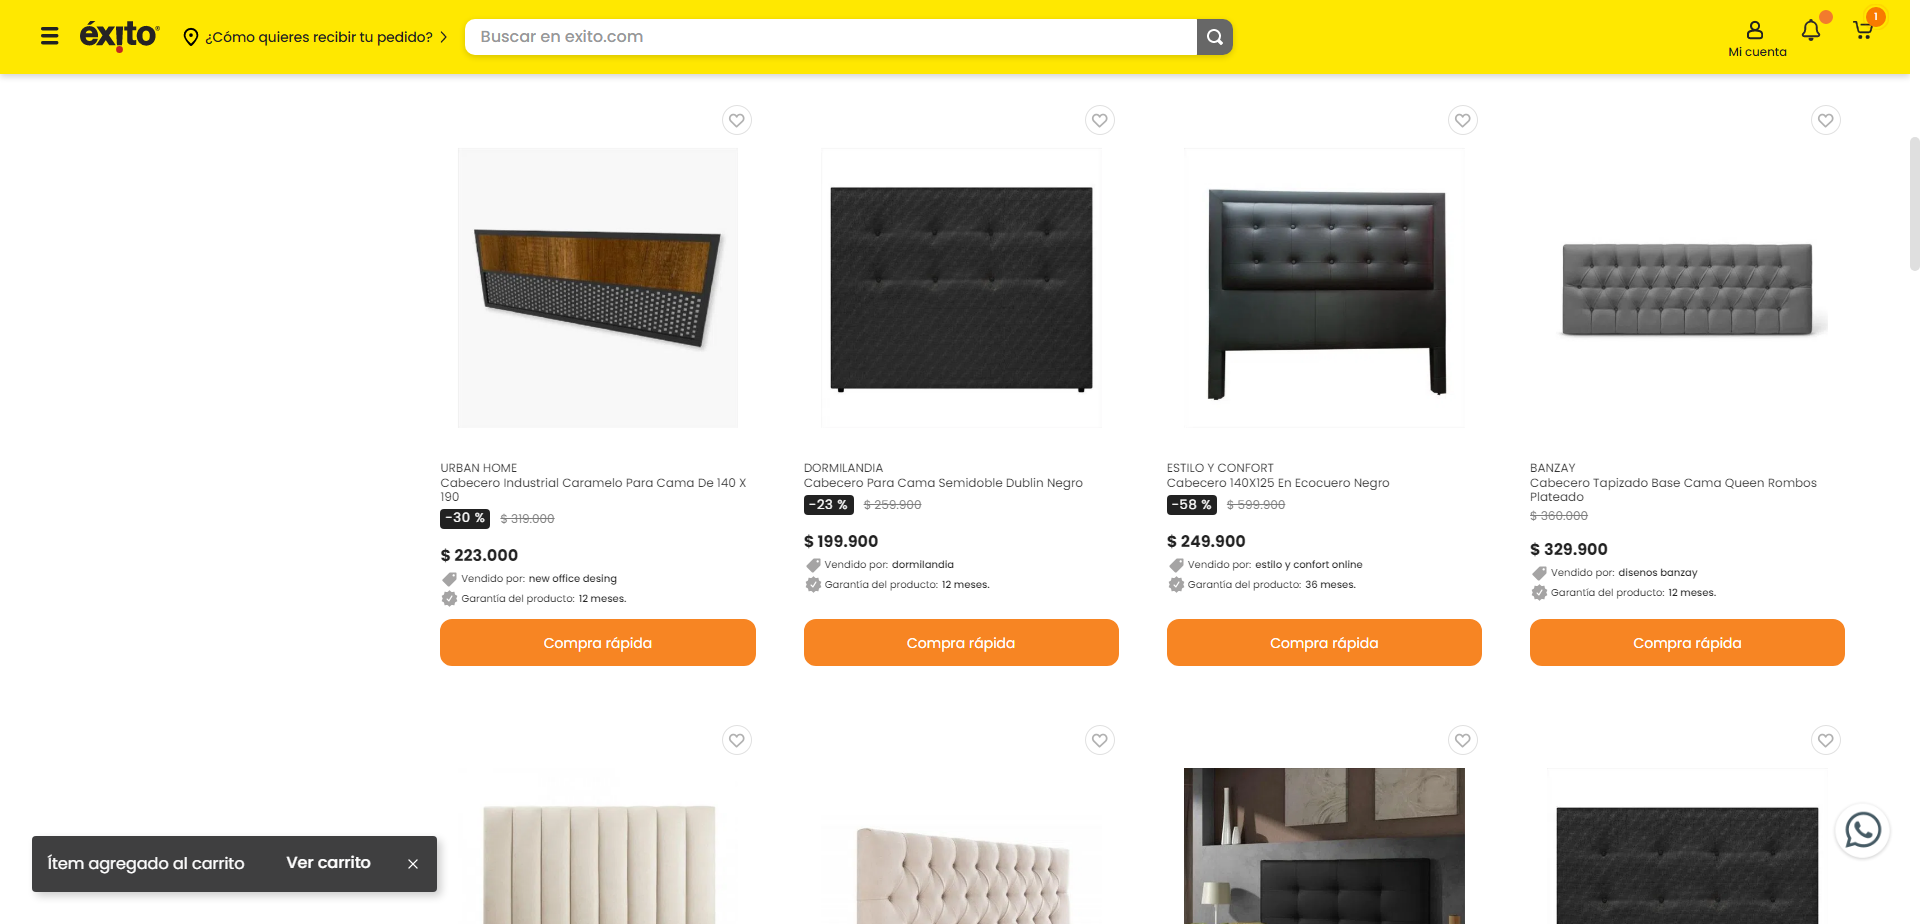 éxito
¿Cómo quieres recibir tu pedido?
Buscar en exito.com
Mi cuenta
1
URBAN HOME
Cabecero Industrial Caramelo Para Cama De 140 X
190
-30 % $ 319.000
$ 223.000
Vendido por: new office desing
Garantía del producto: 12 meses.
Compra rápida
DORMILANDIA
Cabecero Para Cama Semidoble Dublin Negro
-23 % $ 259.900
$ 199.900
Vendido por: dormilandia
Garantía del producto: 12 meses.
Compra rápida
ESTILO Y CONFORT
Cabecero 140X125 En Ecocuero Negro
-58 % $ 599.900
$ 249.900
Vendido por: estilo y confort online
Garantía del producto: 36 meses.
Compra rápida
BANZAY
Cabecero Tapizado Base Cama Queen Rombos
Plateado
$ 360.000
$ 329.900
Vendido por: disenos banzay
Garantía del producto: 12 meses.
Compra rápida
Ítem agregado al carrito Ver carrito